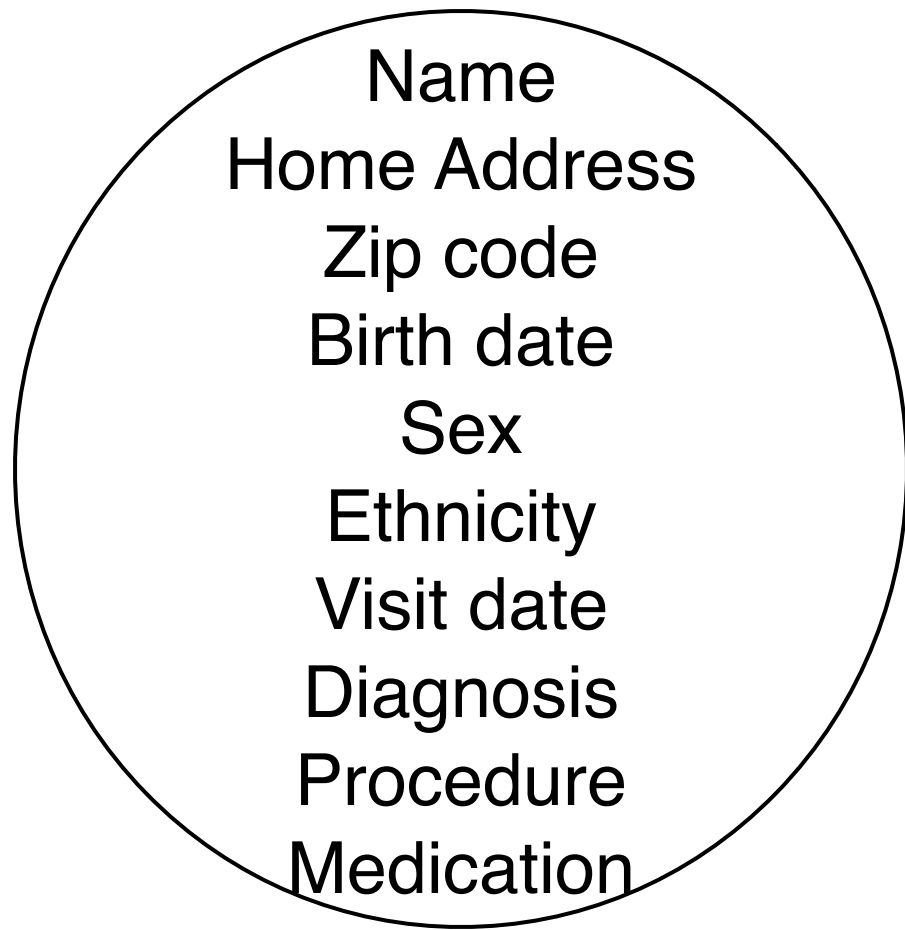 Name
Home Address
Zip code
Birth date
Sex
Ethnicity
Visit date
Diagnosis
Procedure
Medication